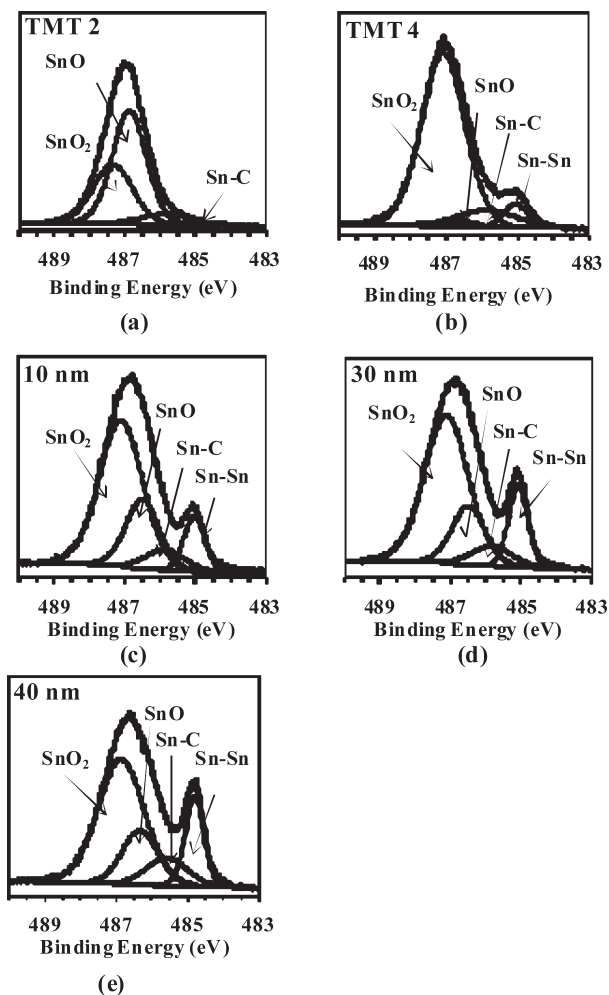 TMT 2
SnO
SnO₂
Sn-C
489 487 485 483
Binding Energy (eV)
(a)
TMT 4
SnO₂
SnO
Sn-C
Sn-Sn
489 487 485 483
Binding Energy (eV)
(b)
10 nm
SnO
SnO₂
Sn-C
Sn-Sn
489 487 485 483
Binding Energy (eV)
(c)
30 nm
SnO
SnO₂
Sn-C
Sn-Sn
489 487 485 483
Binding Energy (eV)
(d)
40 nm
SnO
Sn-C
SnO₂
Sn-Sn
489 487 485 483
Binding Energy (eV)
(e)